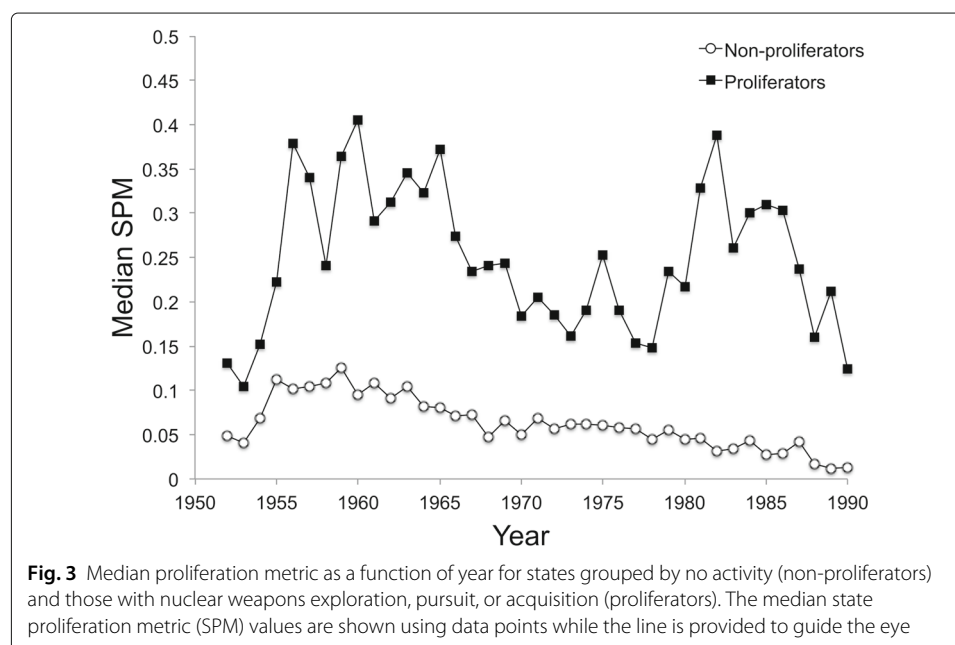 0.5
0.45
0.4
0.35
0.3
0.25
0.2
0.15
0.1
0.05
0
Median SPM
Non-proliferators
Proliferators
1950 1955 1960 1965 1970 1975 1980 1985 1990
Year
Fig. 3 Median proliferation metric as a function of year for states grouped by no activity (non-proliferators)
and those with nuclear weapons exploration, pursuit, or acquisition (proliferators). The median state
proliferation metric (SPM) values are shown using data points while the line is provided to guide the eye